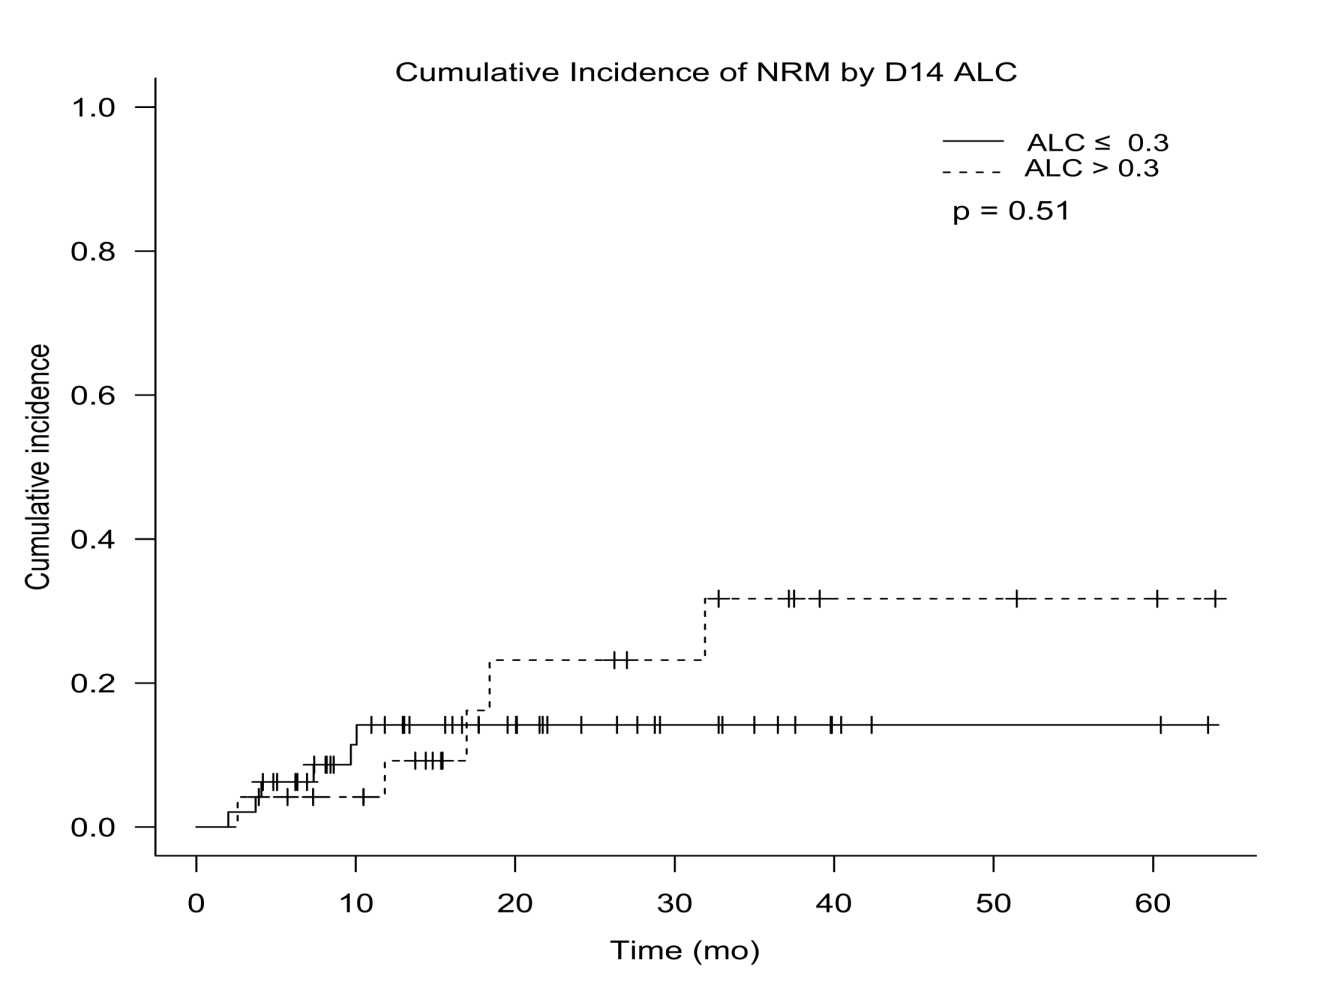 Cumulative Incidence of NRM by D14 ALC
ALC ≤ 0.3
ALC > 0.3
p = 0.51
Cumulative incidence
1.0
0.8
0.6
0.4
0.2
0.0
0 10 20 30 40 50 60
Time (mo)